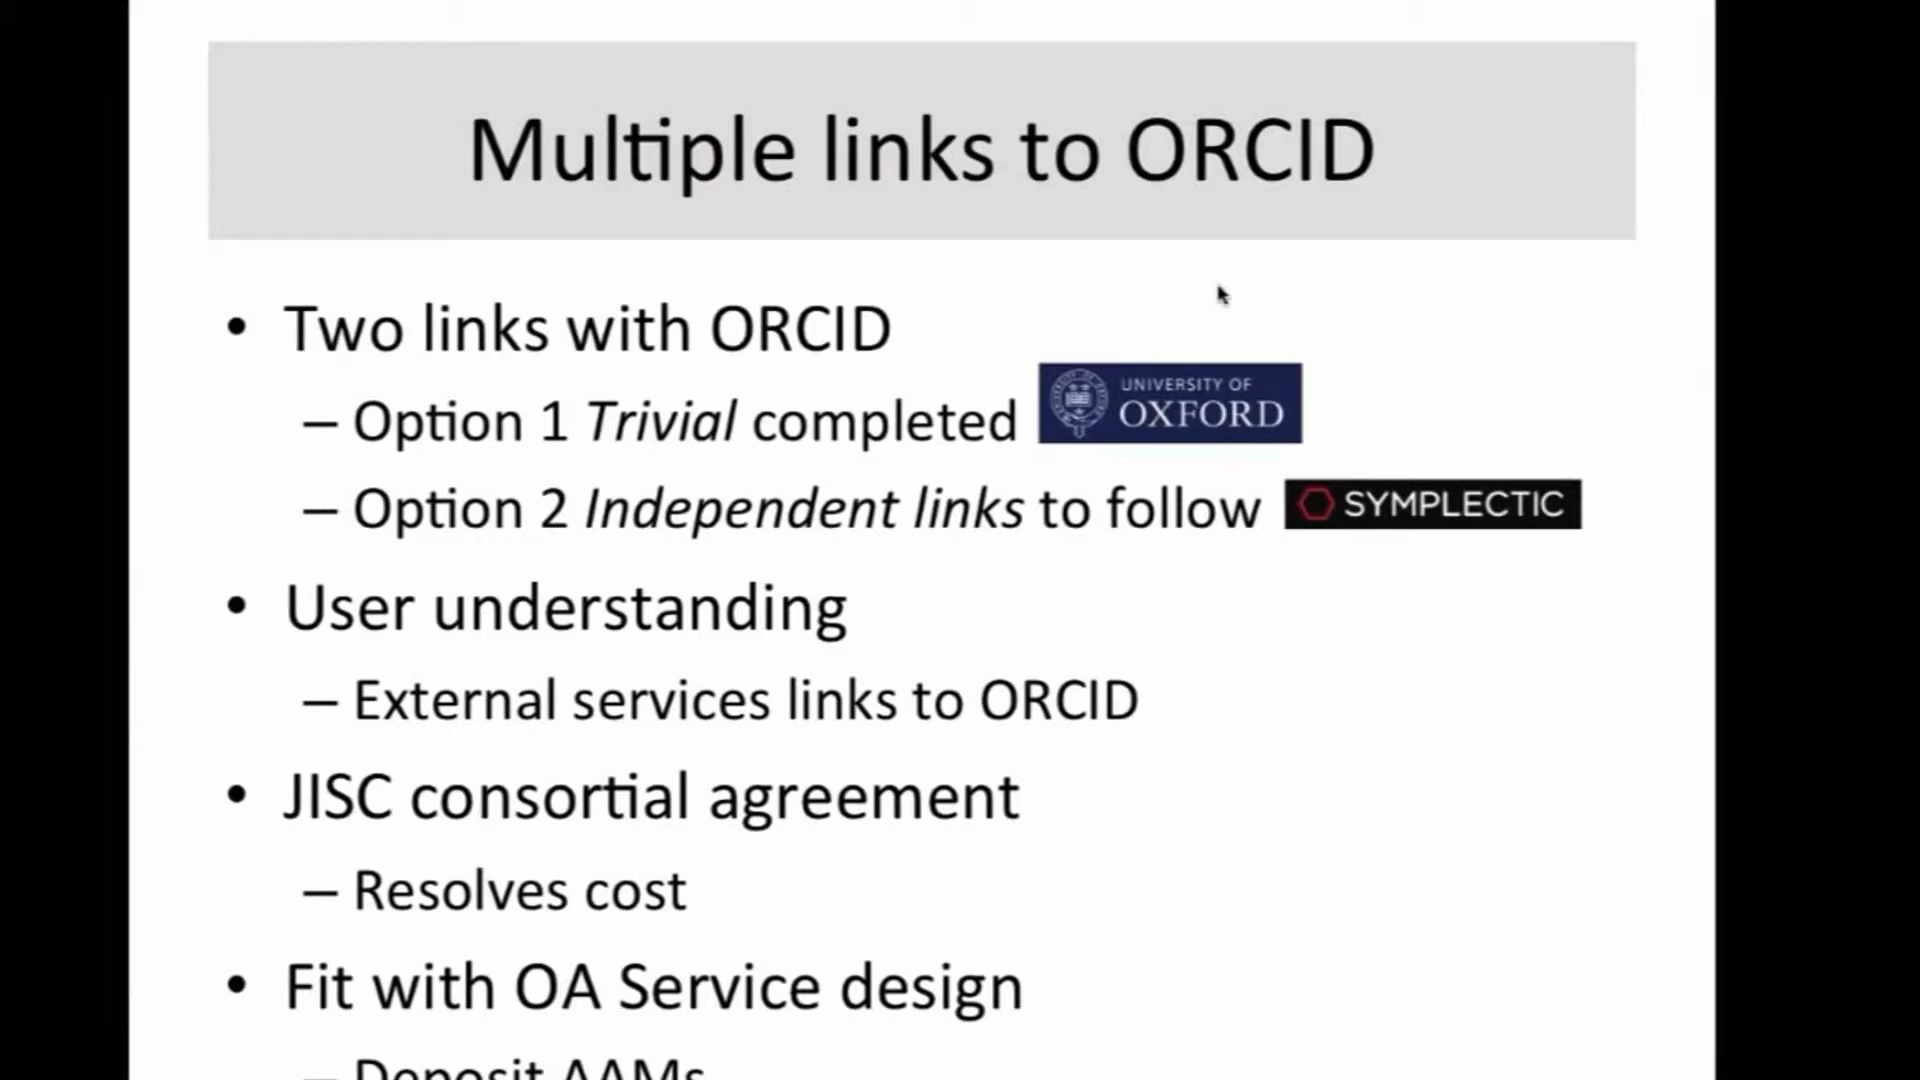 Multiple links to ORCID
• Two links with ORCID
– Option 1 Trivial completed
UNIVERSITY OF
OXFORD
– Option 2 Independent links to follow
SYMPLECTIC
• User understanding
– External services links to ORCID
• JISC consortial agreement
– Resolves cost
• Fit with OA Service design
– Deposit AAMs